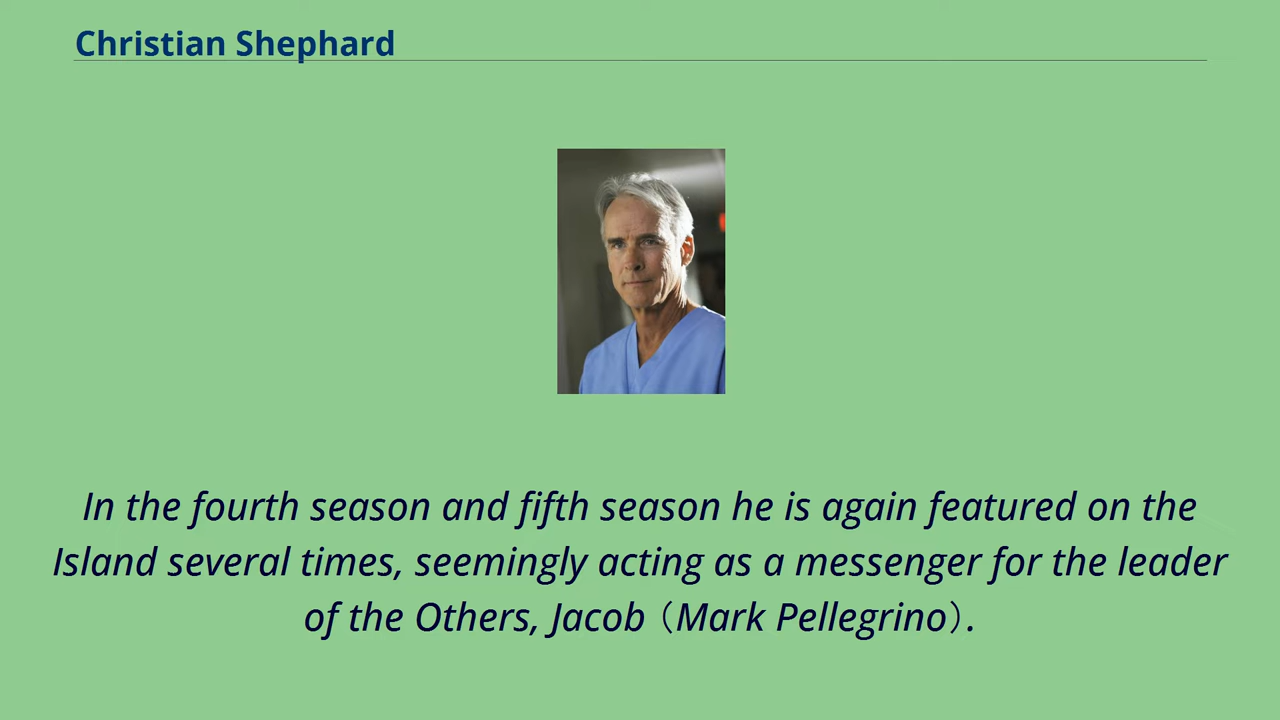 Christian Shephard
In the fourth season and fifth season he is again featured on the
Island several times, seemingly acting as a messenger for the leader
of the Others, Jacob（Mark Pellegrino）.